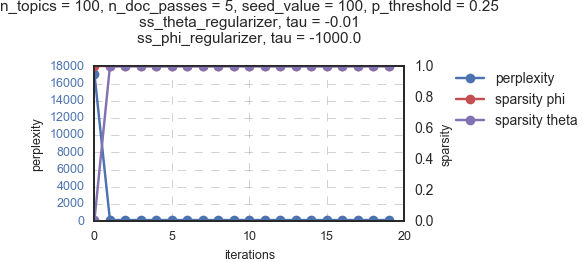 n_topics = 100, n_doc_passes = 5, seed_value = 100, p_threshold = 0.25
ss_theta_regularizer, tau = -0.01
ss_phi_regularizer, tau = -1000.0
18000
16000
14000
12000
10000
8000
6000
4000
2000
0
perplexity
0
5
10
15
20
iterations
1.0
0.8
0.6
0.4
0.2
0.0
sparsity
perplexity
sparsity phi
sparsity theta